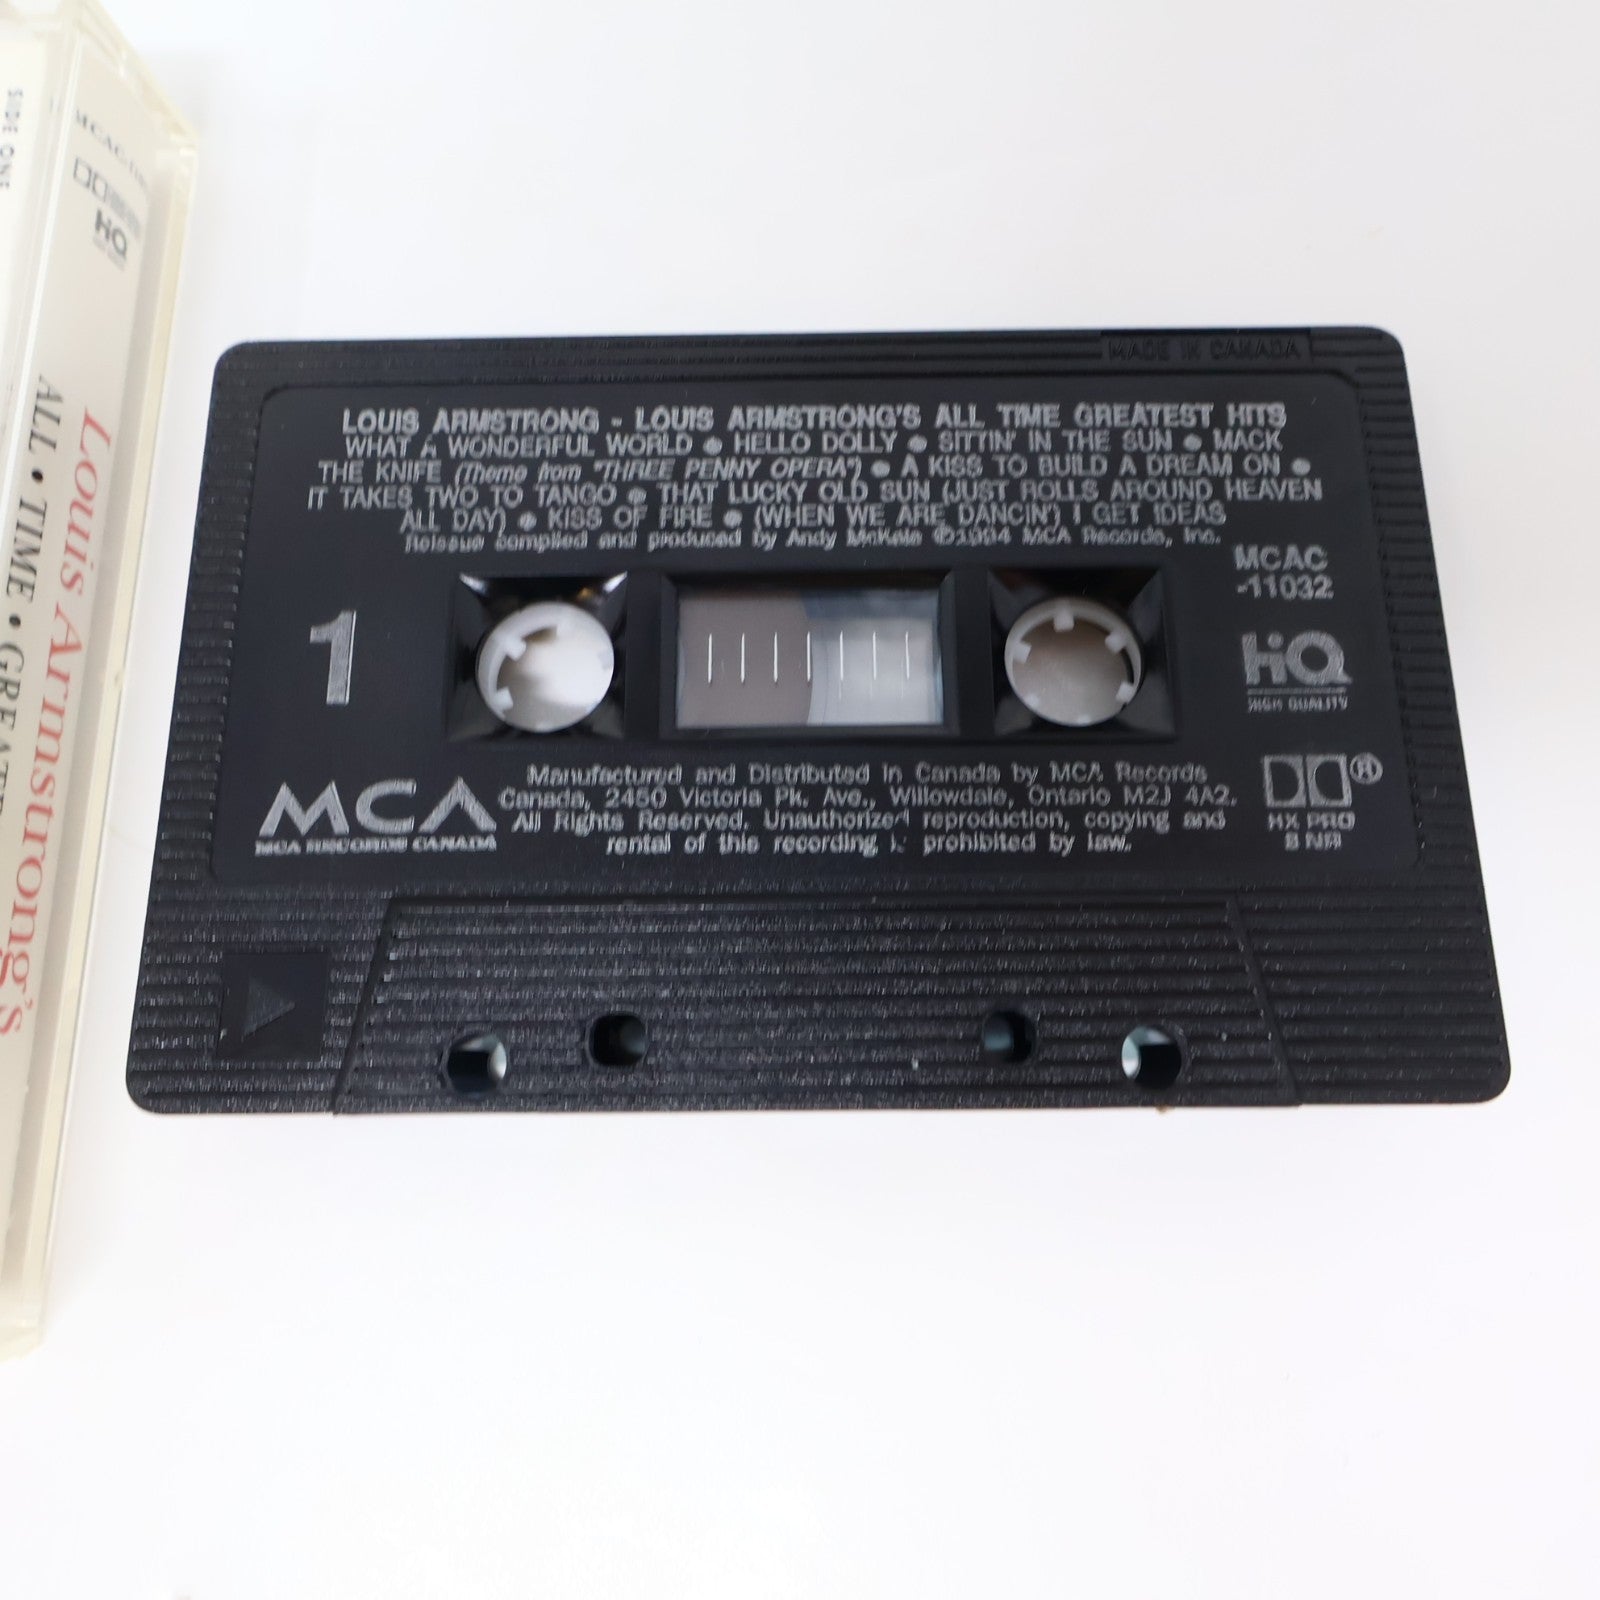 SIDE ONE
HQ
Louis Armstrong's
ALL • TIME • GREATE
MADE IN CANADA
LOUIS ARMSTRONG - LOUIS ARMSTRONG'S ALL TIME GREATEST HITS
WHAT A WONDERFUL WORLD ● HELLO DOLLY ● SITTIN' IN THE SUN ● MACK
THE KNIFE (Theme from "THREE PENNY OPERA") ● A KISS TO BUILD A DREAM ON ●
IT TAKES TWO TO TANGO ● THAT LUCKY OLD SUN (JUST ROLLS AROUND HEAVEN
ALL DAY) ● KISS OF FIRE ● (WHEN WE ARE DANCIN') I GET IDEAS
Reissue compiled and produced by Andy McKaie ©1994 MCA Records, Inc.
MCAC
-11032
1
HiQ
HIGH QUALITY
MCA
MCA RECORDS CANADA
Manufactured and Distributed in Canada by MCA Records
Canada, 2450 Victoria Pk. Ave., Willowdale, Ontario M2J 4A2.
All Rights Reserved. Unauthorized reproduction, copying and
rental of this recording is prohibited by law.
®
HX PRO
B NR